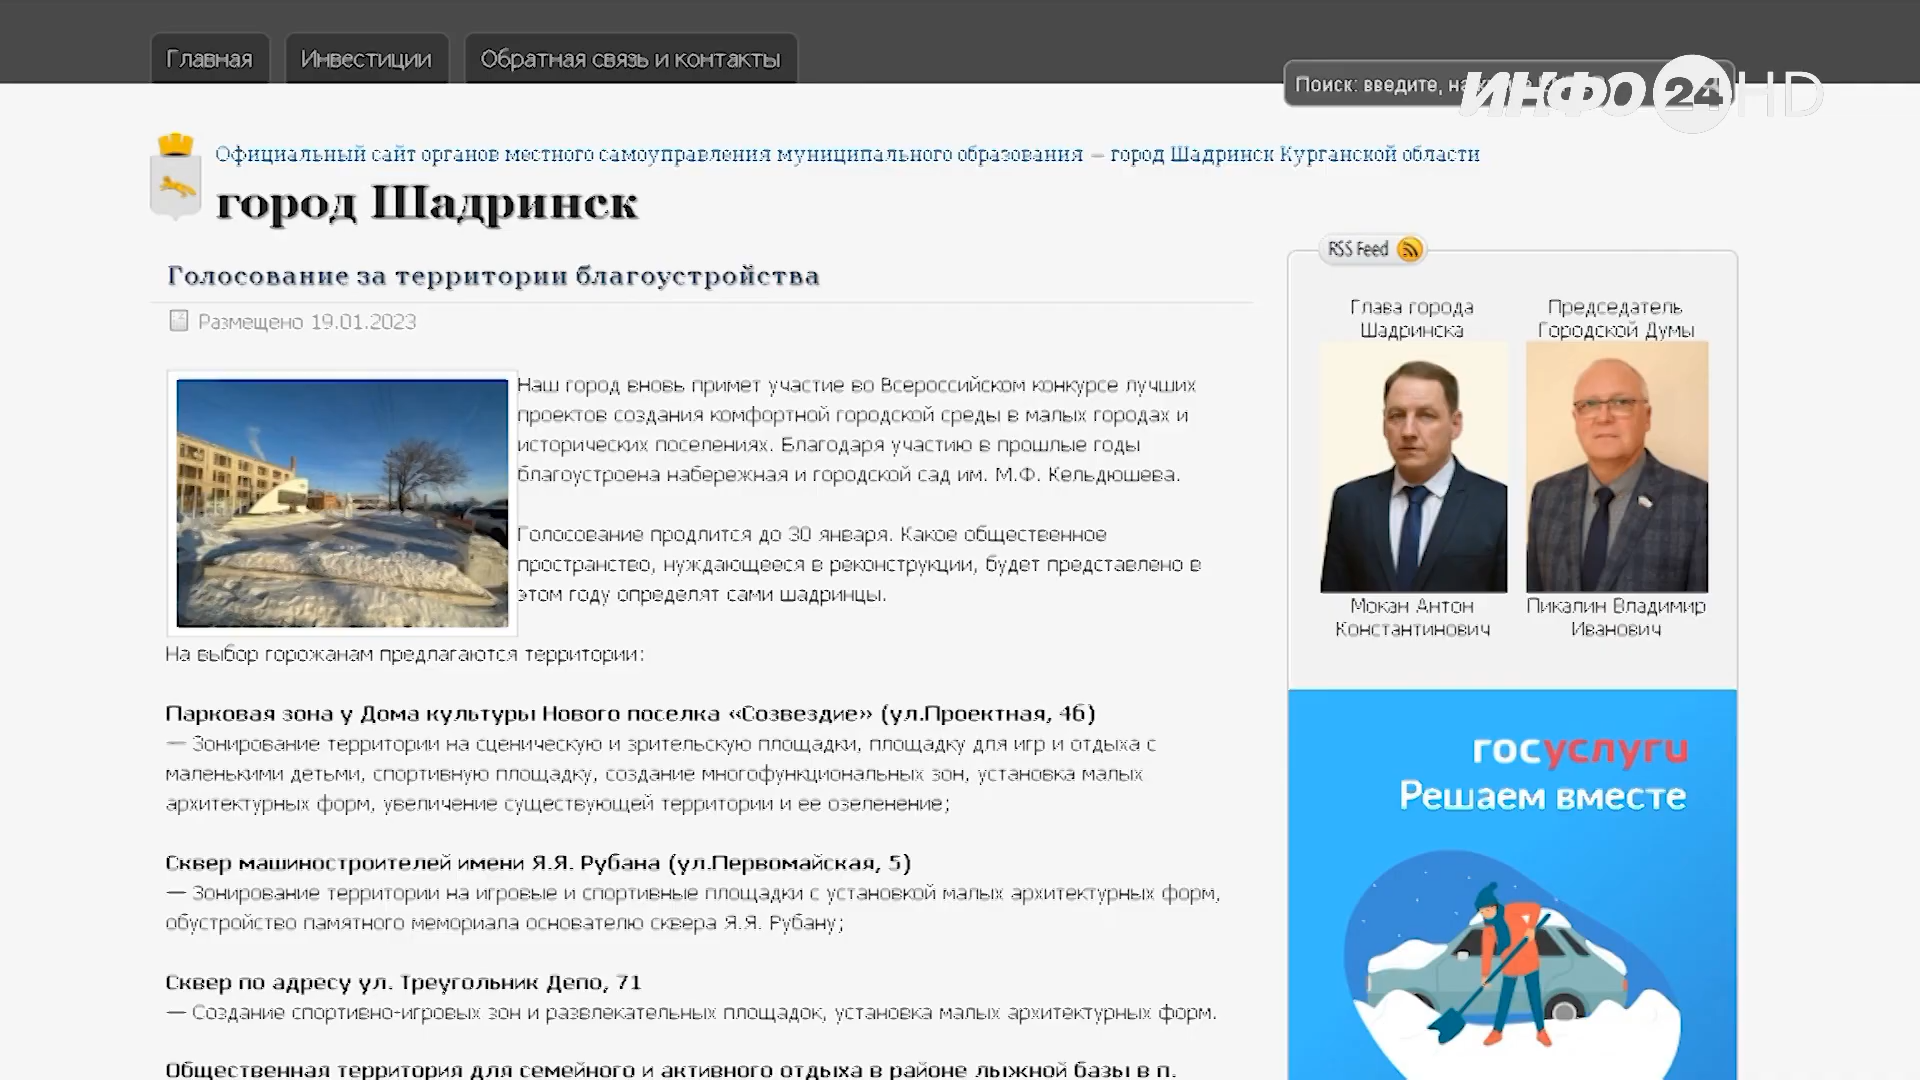 Главная
Инвестиции
Обратная связь и контакты
Поиск: введите,
ИНФО 24 HD
Официальный сайт органов местного самоуправления муниципального образования – город Шадринск Курганской области
город Шадринск
Голосование за территории благоустройства
Размещено 19.01.2023
Наш город вновь примет участие во Всероссийском конкурсе лучших
проектов создания комфортной городской среды в малых городах и
исторических поселениях. Благодаря участию в прошлые годы
благоустроена набережная и городской сад им. М.Ф. Кельдюшева.
Голосование продлится до 30 января. Какое общественное
пространство, нуждающееся в реконструкции, будет представлено в
этом году определят сами шадринцы.
На выбор горожанам предлагаются территории:
Парковая зона у Дома культуры Нового поселка «Созвездие» (ул.Проектная, 46)
— Зонирование территории на сценическую и зрительскую площадки, площадку для игр и отдыха с
маленькими детьми, спортивную площадку, создание многофункциональных зон, установка малых
архитектурных форм, увеличение существующей территории и ее озеленение;
Сквер машиностроителей имени Я.Я. Рубана (ул.Первомайская, 5)
— Зонирование территории на игровые и спортивные площадки с установкой малых архитектурных форм,
обустройство памятного мемориала основателю сквера Я.Я. Рубану;
Сквер по адресу ул. Треугольник Депо, 71
— Создание спортивно-игровых зон и развлекательных площадок, установка малых архитектурных форм.
Общественная территория для семейного и активного отдыха в районе лыжной базы в п.
RSS Feed
Глава города
Шадринска
Председатель
Городской Думы
Мокан Антон
Константинович
Пикалин Владимир
Иванович
госуслуги
Решаем вместе